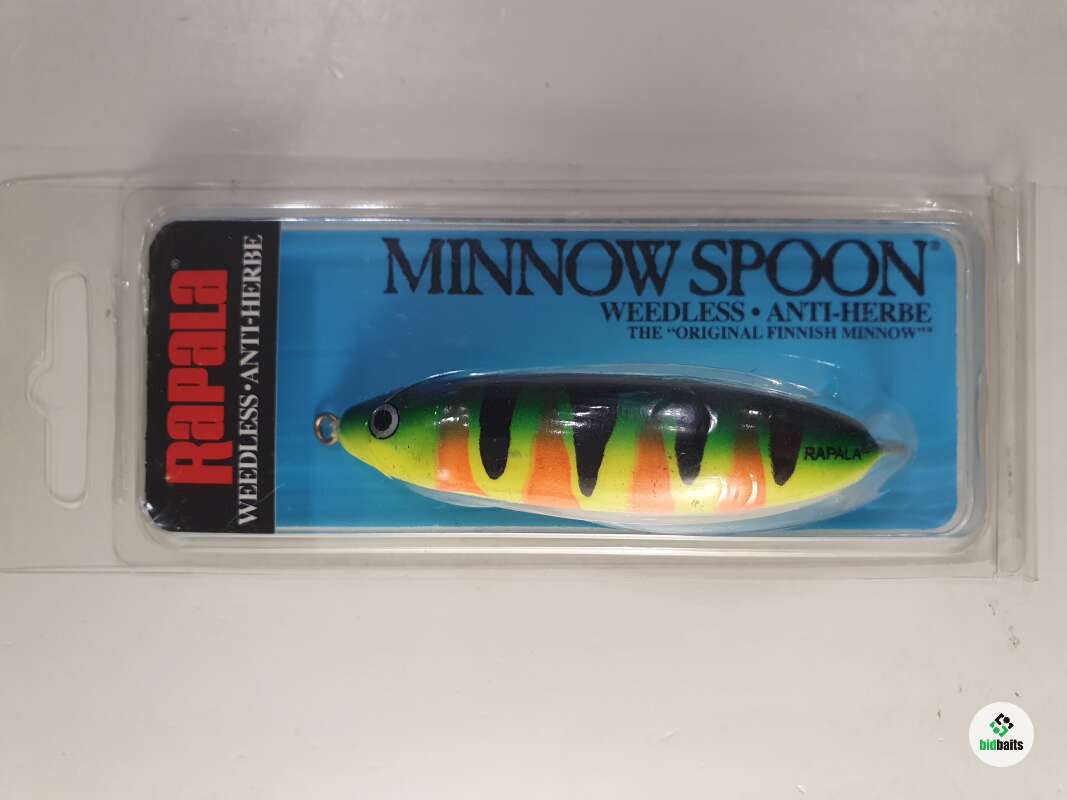 RAPALA®
WEEDLESS • ANTI-HERBE
MINNOW SPOON®
WEEDLESS • ANTI-HERBE
THE "ORIGINAL FINNISH MINNOW"®
RAPALA
bidbaits